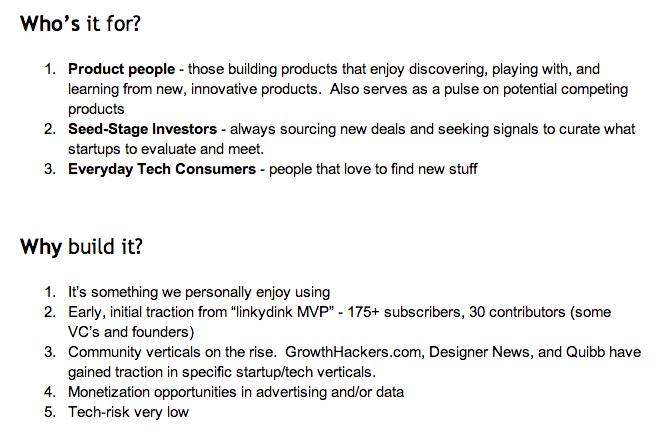 Who's it for?
1. Product people - those building products that enjoy discovering, playing with, and
learning from new, innovative products.  Also serves as a pulse on potential competing
products
2. Seed-Stage Investors - always sourcing new deals and seeking signals to curate what
startups to evaluate and meet.
3. Everyday Tech Consumers - people that love to find new stuff
Why build it?
1. It's something we personally enjoy using
2. Early, initial traction from “linkydink MVP” - 175+ subscribers, 30 contributors (some
VC's and founders)
3. Community verticals on the rise.  GrowthHackers.com, Designer News, and Quibb have
gained traction in specific startup/tech verticals.
4. Monetization opportunities in advertising and/or data
5. Tech-risk very low